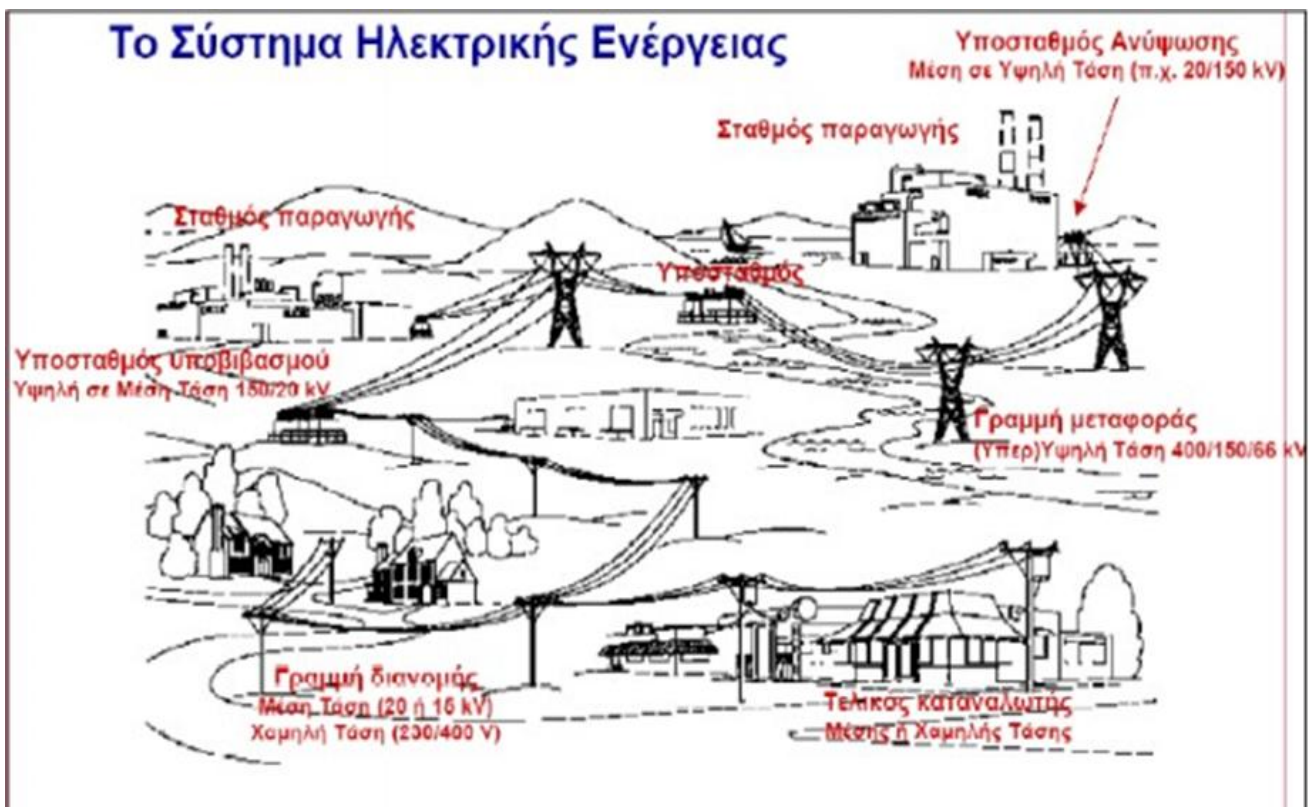 Το Σύστημα Ηλεκτρικής Ενέργειας
Υποσταθμός Ανύψωσης
Μέση σε Υψηλή Τάση (π.χ. 20/150 kV)
Σταθμός παραγωγής
Σταθμός παραγωγής
Υποσταθμός
Υποσταθμός υποβιβασμού
Υψηλή σε Μέση Τάση 150/20 kV
Γραμμή μεταφοράς
(Υπερ)Υψηλή Τάση 400/150/66 kV
Γραμμή διανομής
Μέση Τάση (20 ή 15 kV)
Χαμηλή Τάση (230/400 V)
Τελικός καταναλωτής
Μέσης ή Χαμηλής Τάσης